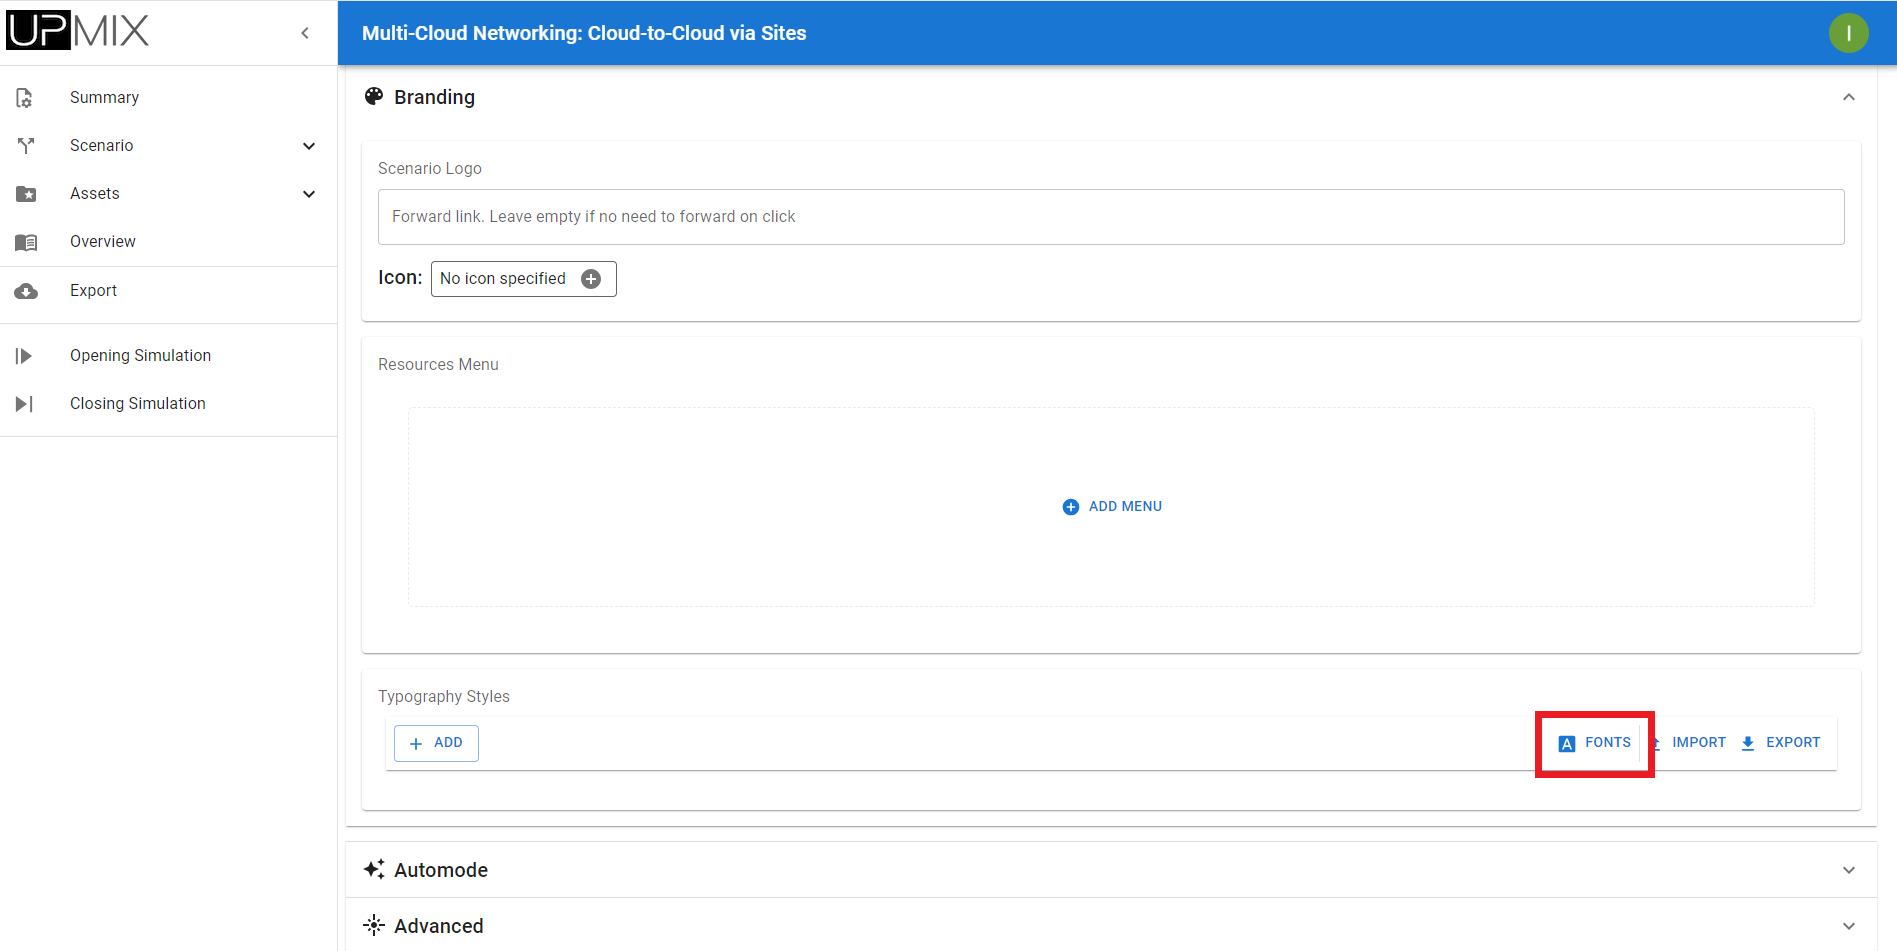 UPMIX
Multi-Cloud Networking: Cloud-to-Cloud via Sites
I
Summary
Scenario
Assets
Overview
Export
Opening Simulation
Closing Simulation
Branding
Scenario Logo
Forward link. Leave empty if no need to forward on click
Icon: No icon specified
Resources Menu
ADD MENU
Typography Styles
ADD
A FONTS IMPORT EXPORT
Automode
Advanced